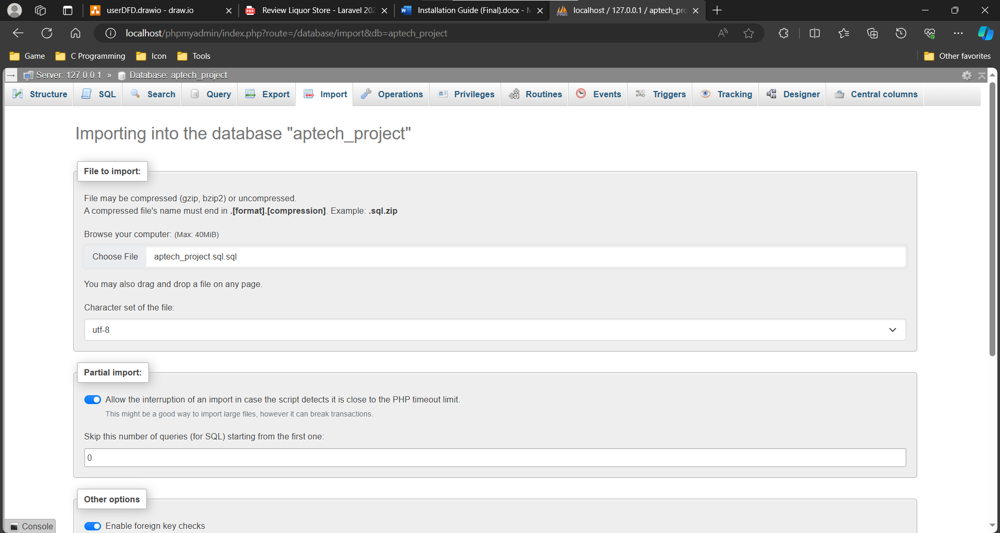 userDFD.drawio - draw.io
Review Liquor Store - Laravel 202
Installation Guide (Final).docx - M
localhost / 127.0.0.1 / aptech_pro
localhost/phpmyadmin/index.php?route=/database/import&db=aptech_project
Game
C Programming
Icon
Tools
Other favorites
Server: 127.0.0.1 » Database: aptech_project
Structure
SQL
Search
Query
Export
Import
Operations
Privileges
Routines
Events
Triggers
Tracking
Designer
Central columns
Importing into the database "aptech_project"
File to import:
File may be compressed (gzip, bzip2) or uncompressed.
A compressed file's name must end in .[format].[compression]. Example: .sql.zip
Browse your computer: (Max: 40MiB)
Choose File aptech_project.sql.sql
You may also drag and drop a file on any page.
Character set of the file:
utf-8
Partial import:
Allow the interruption of an import in case the script detects it is close to the PHP timeout limit.
This might be a good way to import large files, however it can break transactions.
Skip this number of queries (for SQL) starting from the first one:
0
Other options
Enable foreign key checks
Console